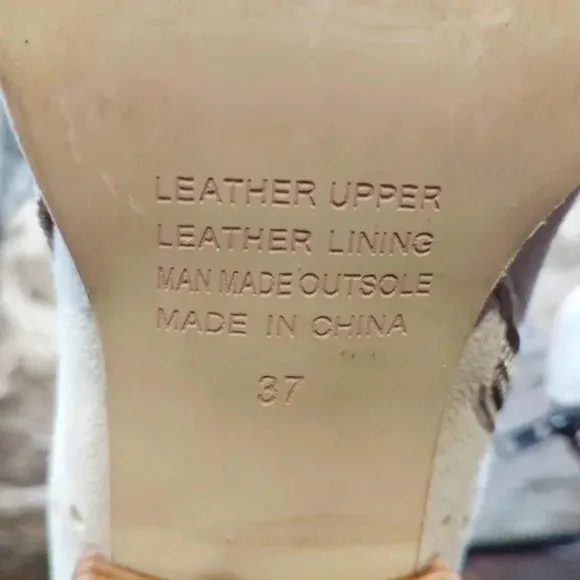 LEATHER UPPER
LEATHER LINING
MAN MADE OUTSOLE
MADE IN CHINA
37